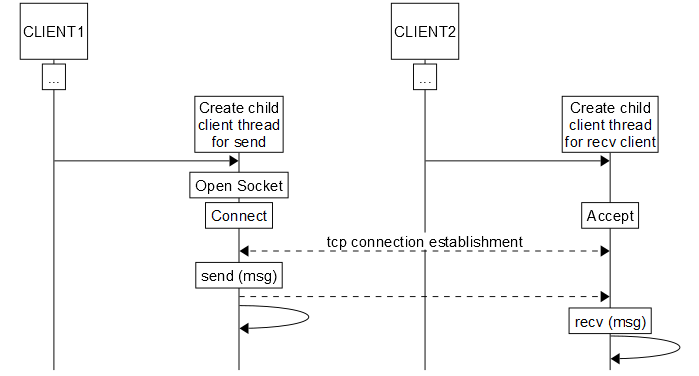 CLIENT1
CLIENT2
...
...
Create child
client thread
for send
Create child
client thread
for recv client
Open Socket
Connect
Accept
tcp connection establishment
send (msg)
recv (msg)